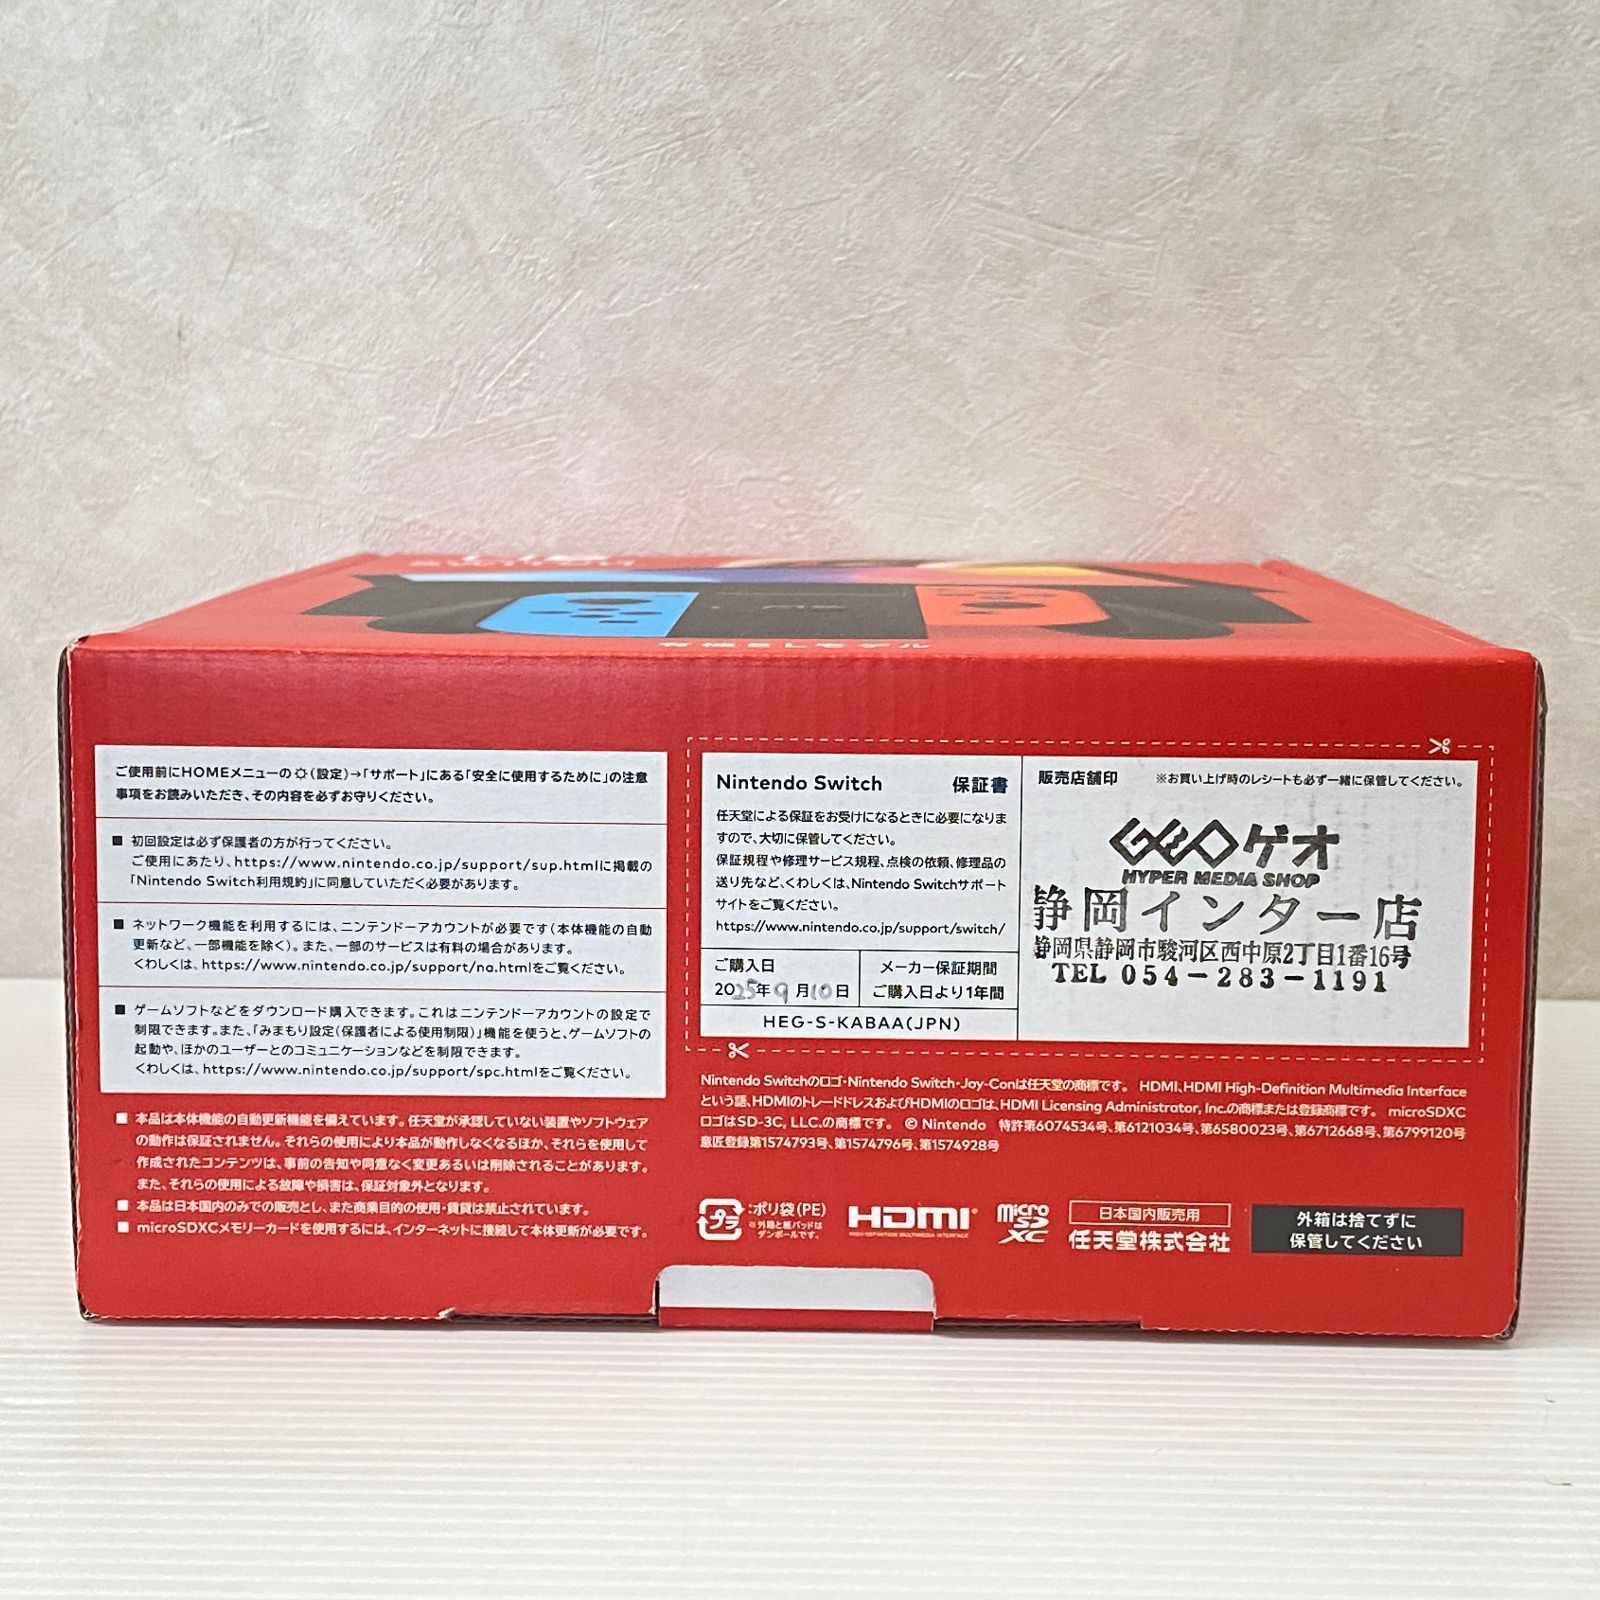 有機ELモデル
ご使用前にHOMEメニューの(設定)→「サポート」にある「安全に使用するために」の注意
事項をお読みいただき、その内容を必ずお守りください。
■ 初回設定は必ず保護者の方が行ってください。
ご使用にあたり、https://www.nintendo.co.jp/support/sup.htmlに掲載の
「Nintendo Switch利用規約」に同意していただく必要があります。
■ ネットワーク機能を利用するには、ニンテンドーアカウントが必要です(本体機能の自動
更新など、一部機能を除く)。また、一部のサービスは有料の場合があります。
くわしくは、https://www.nintendo.co.jp/support/na.htmlをご覧ください。
■ ゲームソフトなどをダウンロード購入できます。これはニンテンドーアカウントの設定で
制限できます。また、「みまもり設定(保護者による使用制限)」機能を使うと、ゲームソフトの
起動や、ほかのユーザーとのコミュニケーションなどを制限できます。
くわしくは、https://www.nintendo.co.jp/support/spc.htmlをご覧ください。
■ 本品は本体機能の自動更新機能を備えています。任天堂が承認していない装置やソフトウェア
の動作は保証されません。それらの使用により本品が動作しなくなるほか、それらを使用して
作成されたコンテンツは、事前の告知や同意なく変更あるいは削除されることがあります。
また、それらの使用による故障や損害は、保証対象外となります。
■ 本品は日本国内のみでの販売とし、また商業目的の使用・賃貸は禁止されています。
■ microSDXCメモリーカードを使用するには、インターネットに接続して本体更新が必要です。
Nintendo Switch 保証書
任天堂による保証をお受けになるときに必要になりま
すので、大切に保管してください。
保証規程や修理サービス規程、点検の依頼、修理品の
送り先など、くわしくは、Nintendo Switchサポート
サイトをご覧ください。
https://www.nintendo.co.jp/support/switch/
ご購入日
2025年9月10日
メーカー保証期間
ご購入日より1年間
HEG-S-KABAA(JPN)
販売店舗印 ※お買い上げ時のレシートも必ず一緒に保管してください。
GEO ゲオ
HYPER MEDIA SHOP
静岡インター店
静岡県静岡市駿河区西中原2丁目1番16号
TEL 054-283-1191
Nintendo Switchのロゴ・Nintendo Switch・Joy-Conは任天堂の商標です。 HDMI、HDMI High-Definition Multimedia Interface
という語、HDMIのトレードドレスおよびHDMIのロゴは、HDMI Licensing Administrator, Inc.の商標または登録商標です。 microSDXC
ロゴはSD-3C, LLC.の商標です。 © Nintendo 特許第6074534号、第6121034号、第6580023号、第6712668号、第6799120号
意匠登録第1574793号、第1574796号、第1574928号
プラ
:ポリ袋(PE)
※外箱と紙パッドは
ダンボールです。
HDMI
HIGH-DEFINITION MULTIMEDIA INTERFACE
micro
SD
XC
日本国内販売用
任天堂株式会社
外箱は捨てずに
保管してください